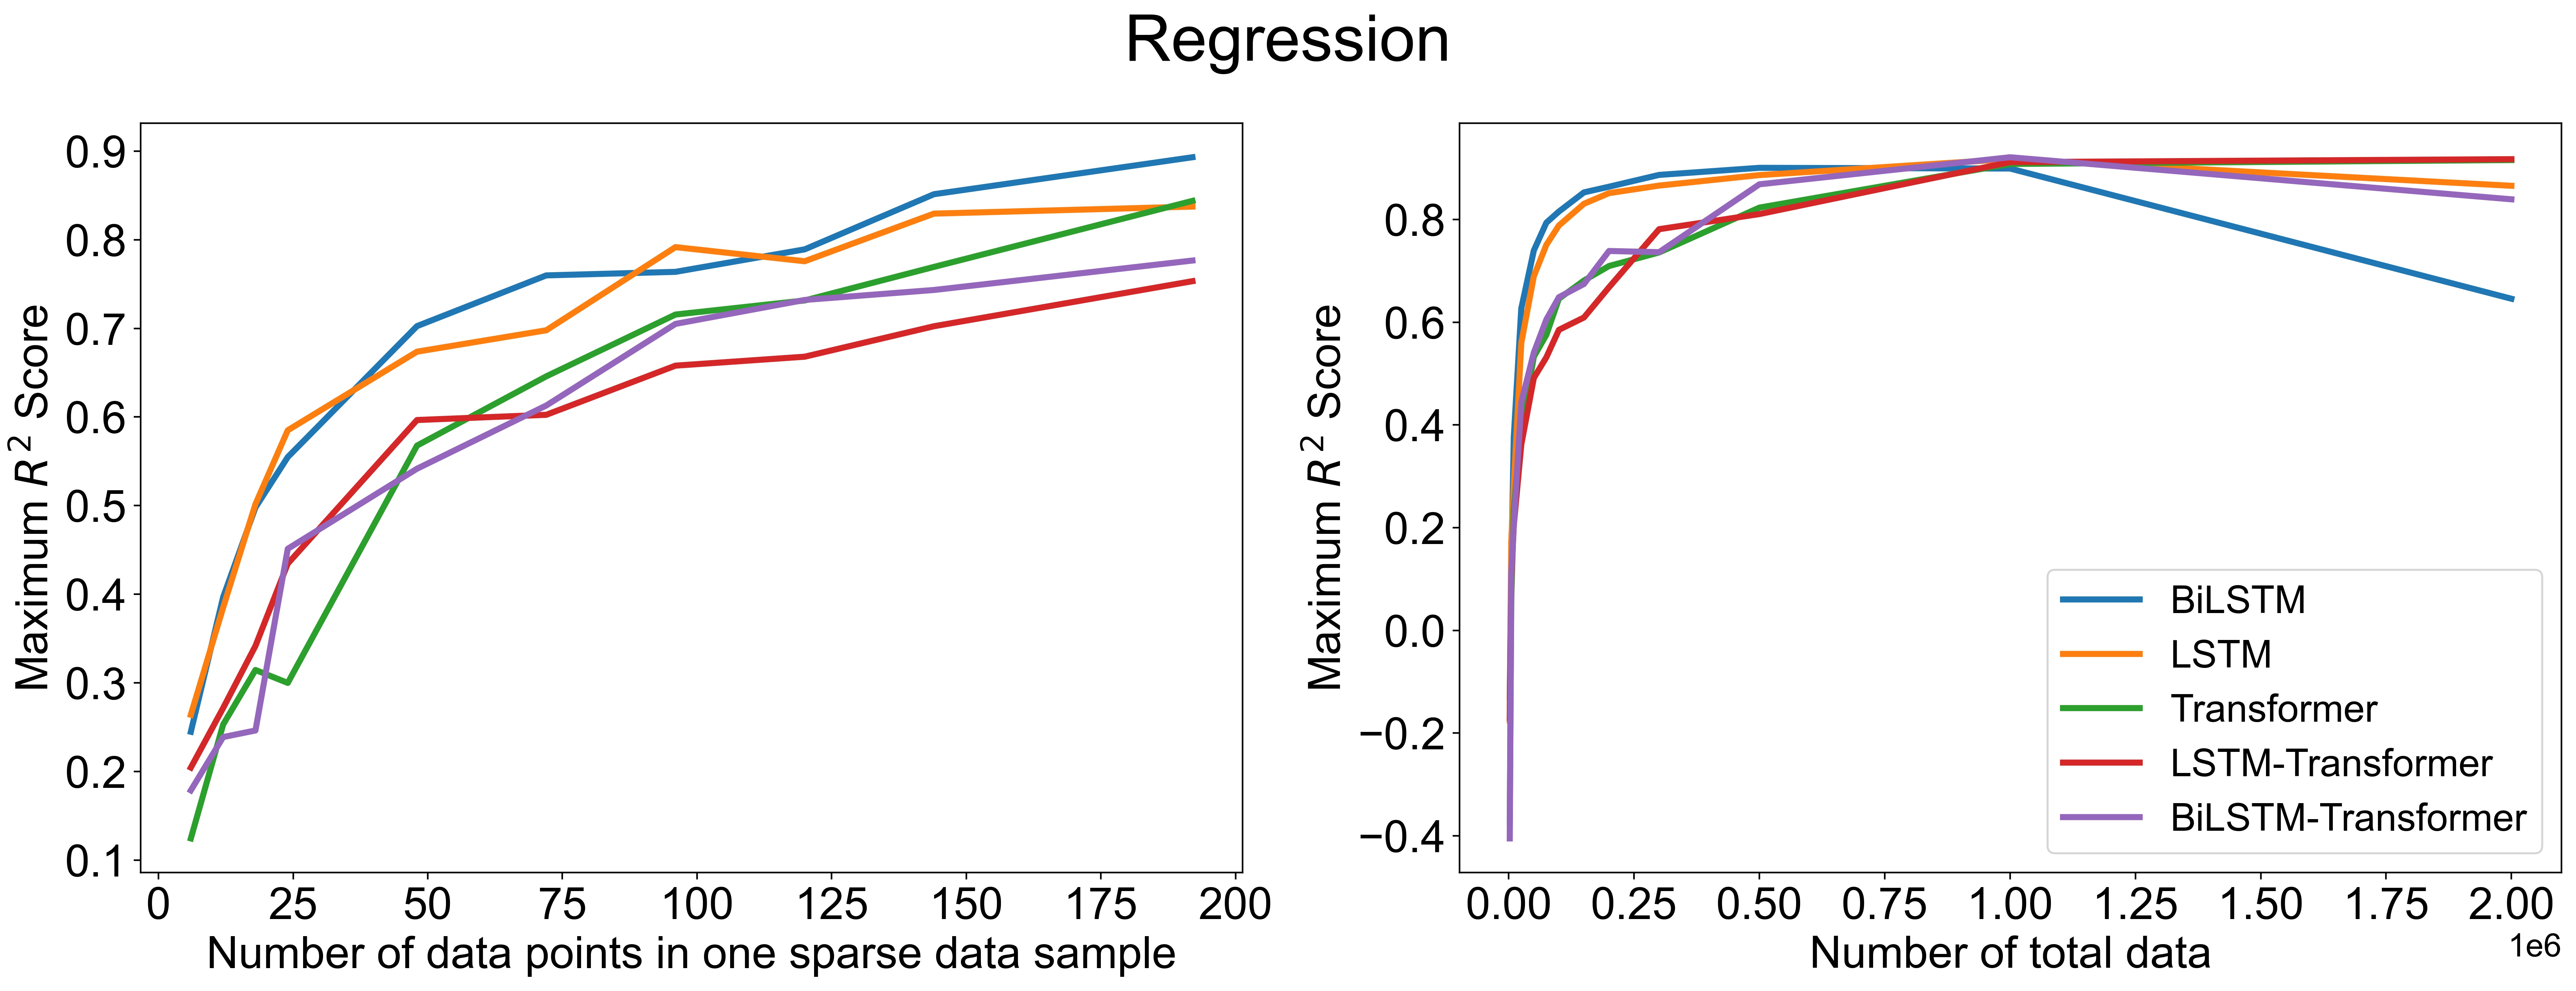 Regression
Maximum R² Score
0.9
0.8
0.7
0.6
0.5
0.4
0.3
0.2
0.1
0 25 50 75 100 125 150 175 200
Number of data points in one sparse data sample
Maximum R² Score
0.8
0.6
0.4
0.2
0.0
−0.2
−0.4
BiLSTM
LSTM
Transformer
LSTM-Transformer
BiLSTM-Transformer
0.00 0.25 0.50 0.75 1.00 1.25 1.50 1.75 2.00
1e6
Number of total data